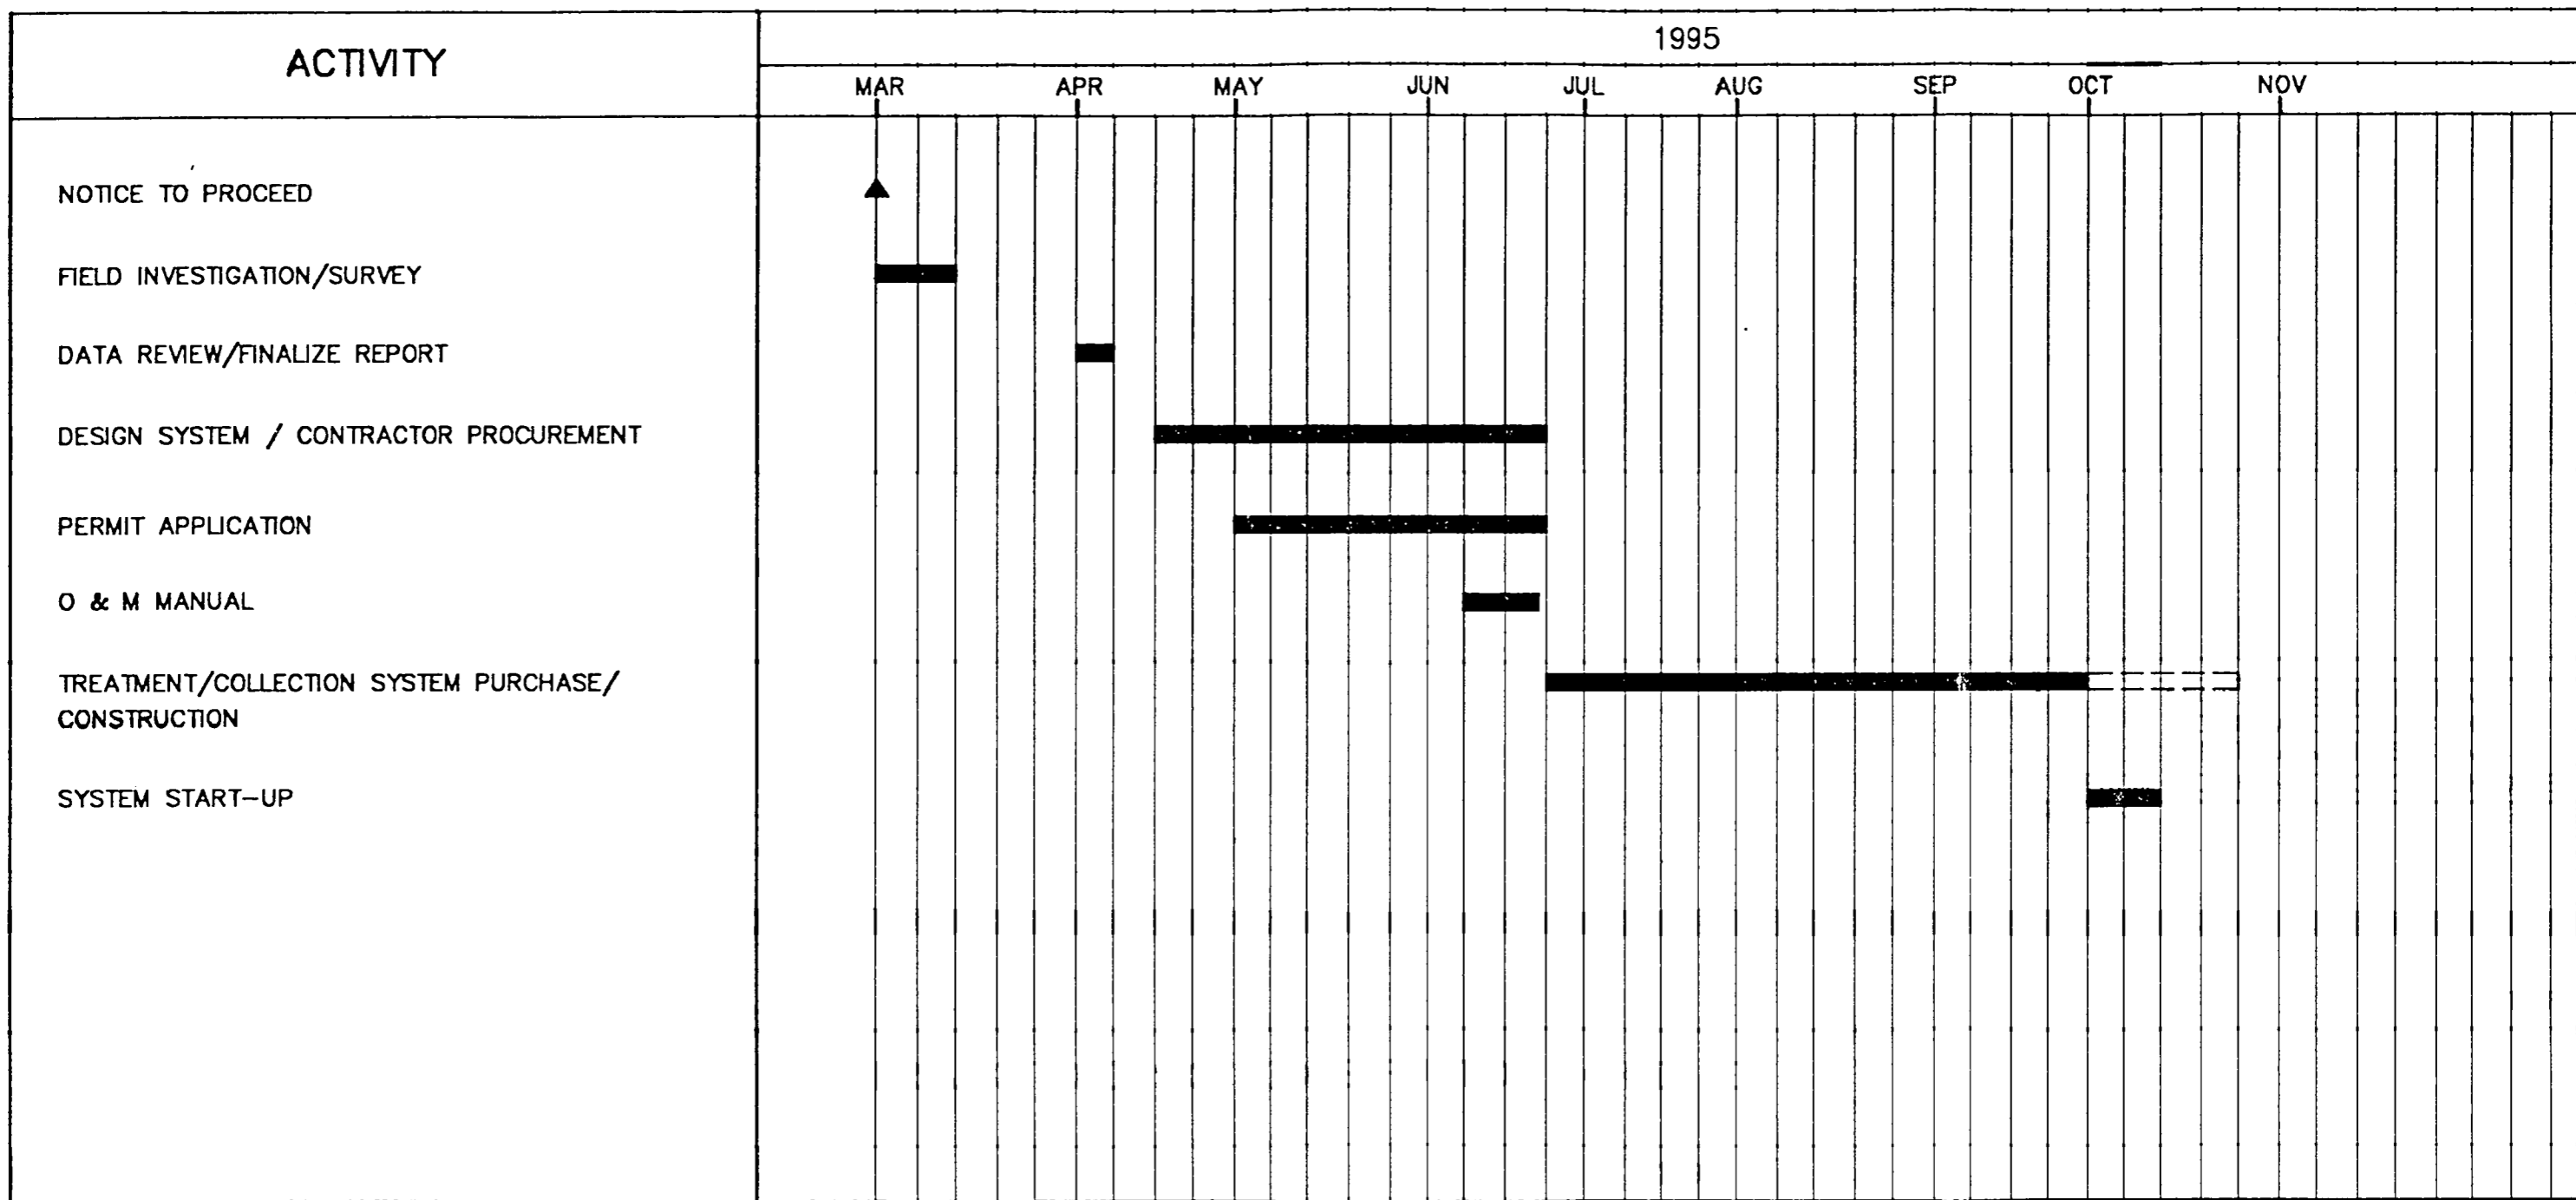 ACTIVITY
1995
MAR APR MAY JUN JUL AUG SEP OCT NOV
NOTICE TO PROCEED
FIELD INVESTIGATION/SURVEY
DATA REVIEW/FINALIZE REPORT
DESIGN SYSTEM / CONTRACTOR PROCUREMENT
PERMIT APPLICATION
O & M MANUAL
TREATMENT/COLLECTION SYSTEM PURCHASE/
CONSTRUCTION
SYSTEM START-UP